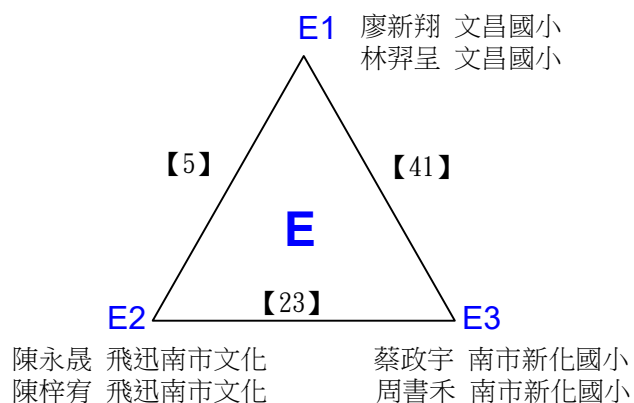 E1 廖新翔 文昌國小
林羿呈 文昌國小
【5】
【41】
E
【23】
E2
E3
陳永晟 飛迅南市文化
陳梓宥 飛迅南市文化
蔡政宇 南市新化國小
周書禾 南市新化國小